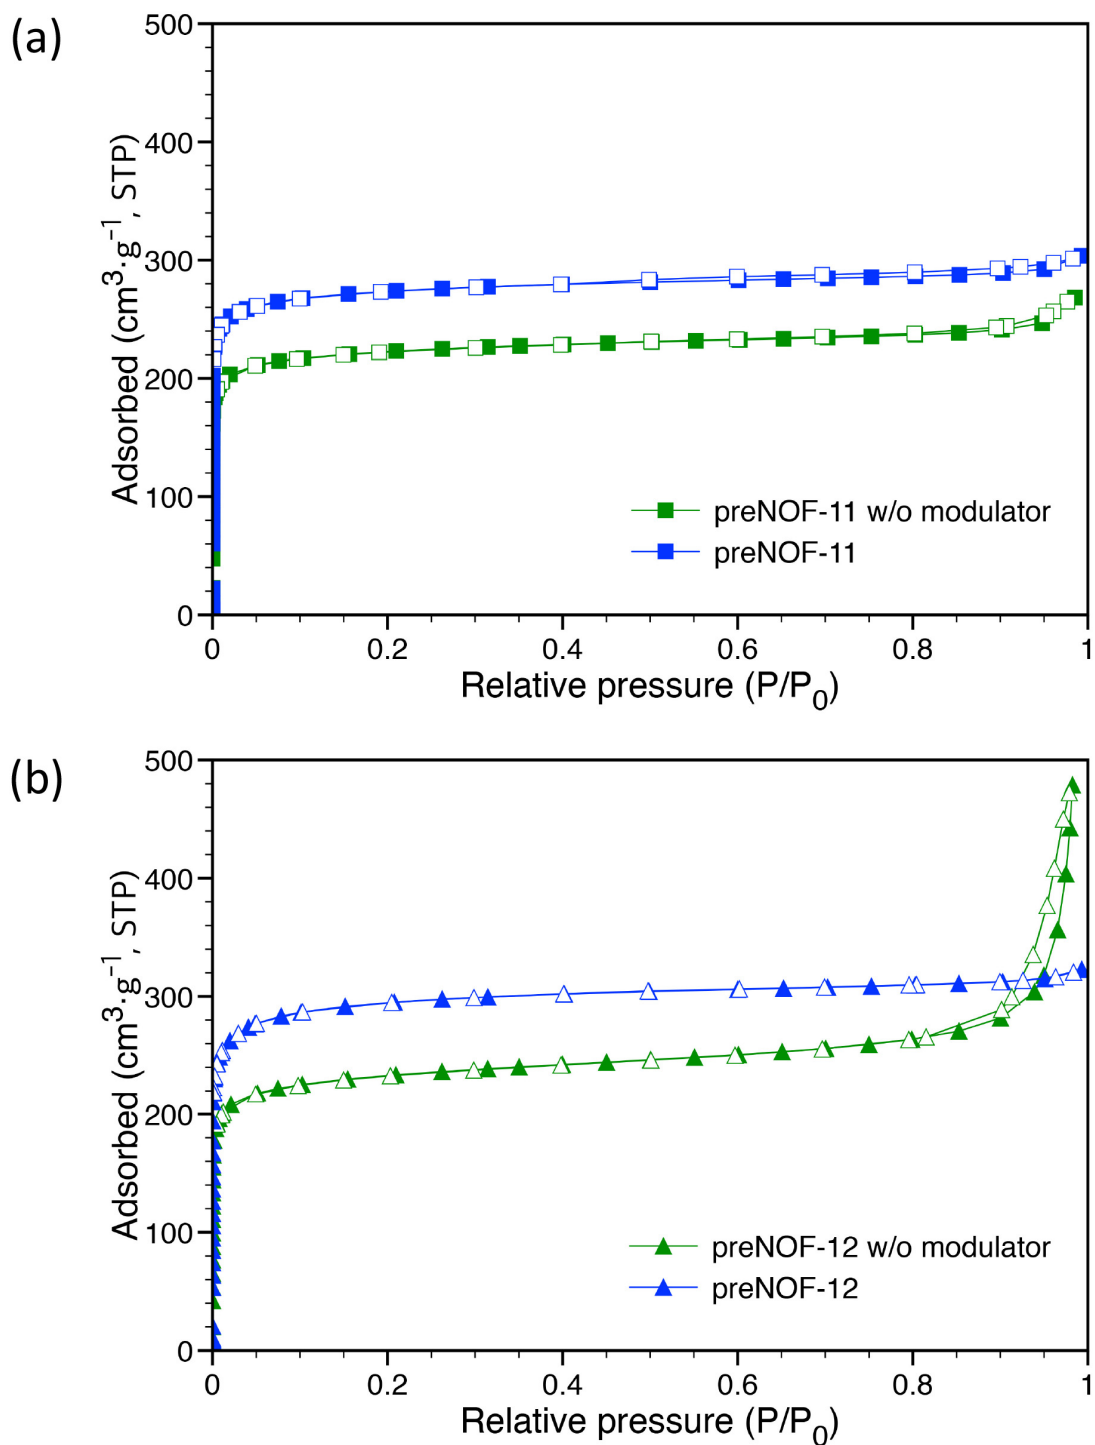 (a)
500
400
300
200
100
0
Adsorbed (cm³·g⁻¹, STP)
preNOF-11 w/o modulator
preNOF-11
0 0.2 0.4 0.6 0.8 1
Relative pressure (P/P₀)
(b)
500
400
300
200
100
0
Adsorbed (cm³·g⁻¹, STP)
preNOF-12 w/o modulator
preNOF-12
0 0.2 0.4 0.6 0.8 1
Relative pressure (P/P₀)